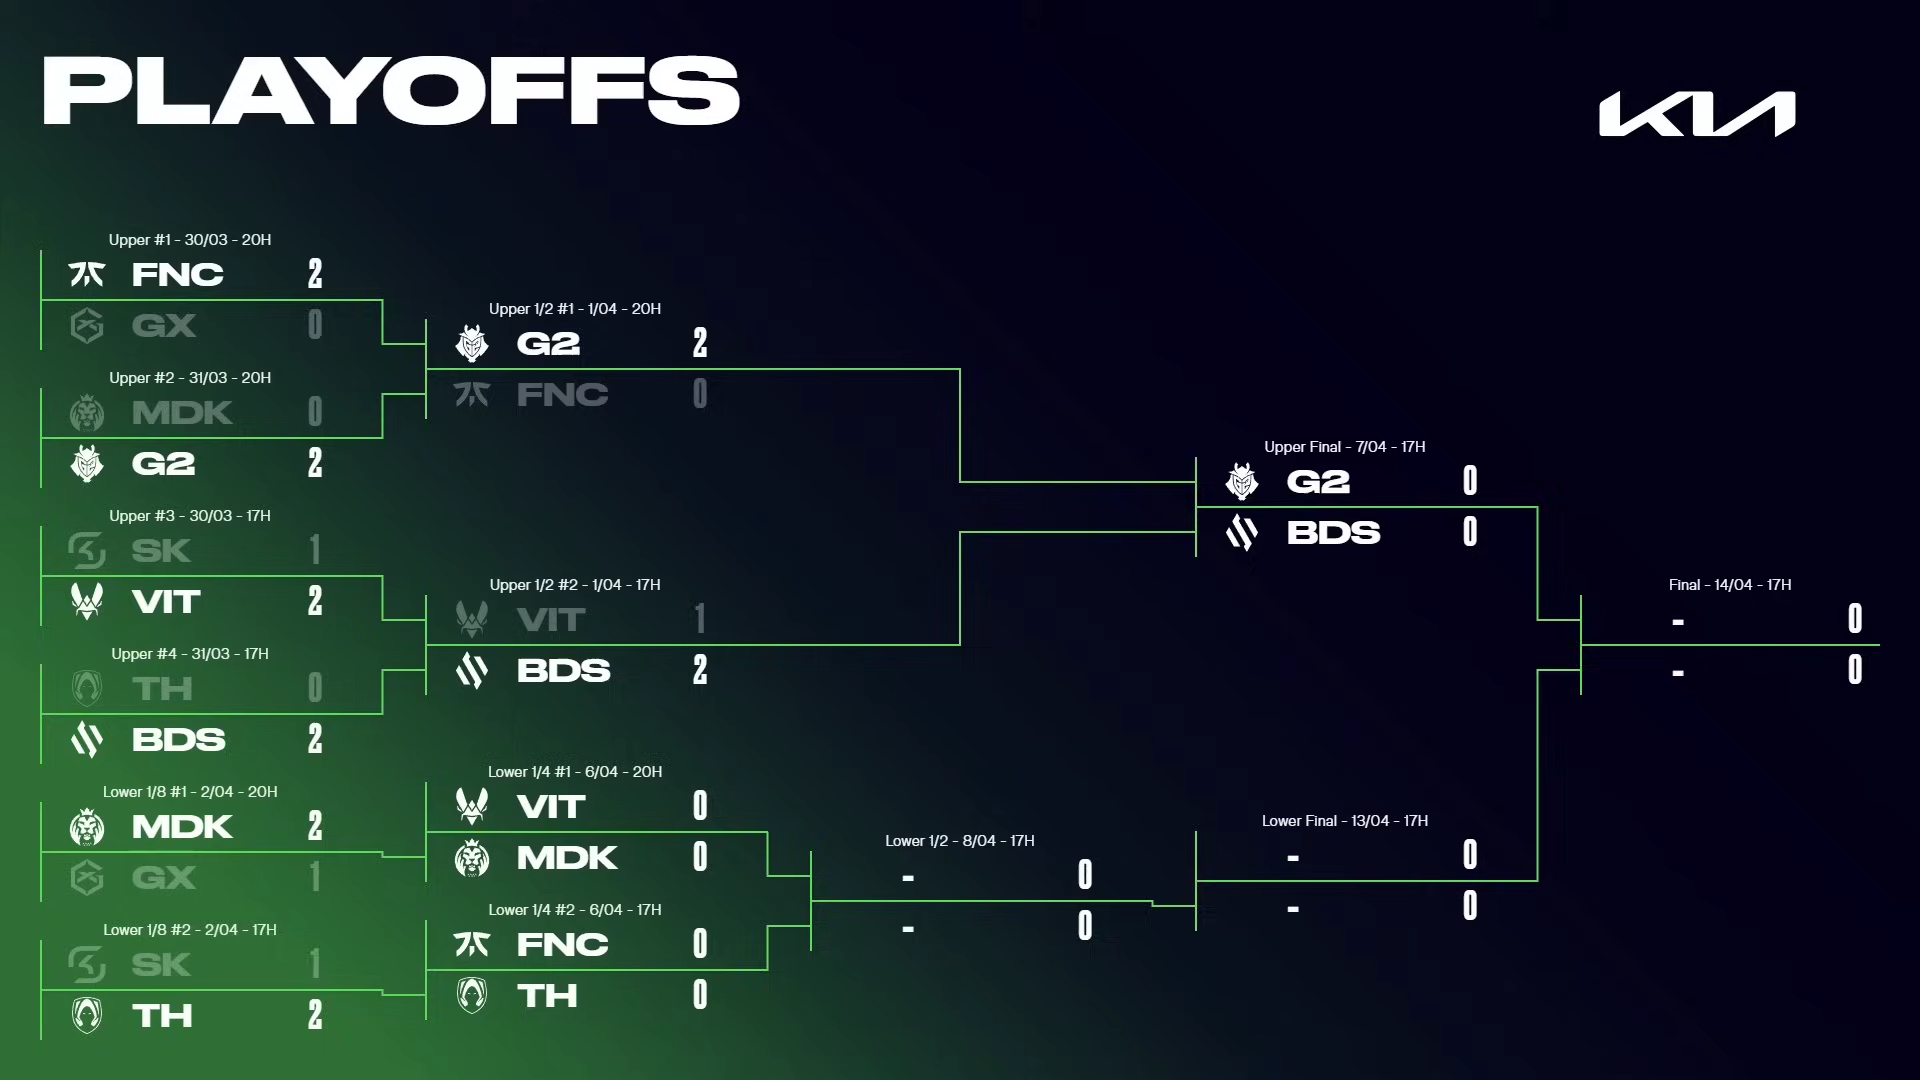 PLAYOFFS
KIA
Upper #1 - 30/03 - 20H
FNC 2
GX 0
Upper #2 - 31/03 - 20H
MDK 0
G2 2
Upper #3 - 30/03 - 17H
SK 1
VIT 2
Upper #4 - 31/03 - 17H
TH 0
BDS 2
Lower 1/8 #1 - 2/04 - 20H
MDK 2
GX 1
Lower 1/8 #2 - 2/04 - 17H
SK 1
TH 2
Upper 1/2 #1 - 1/04 - 20H
G2 2
FNC 0
Upper 1/2 #2 - 1/04 - 17H
VIT 1
BDS 2
Lower 1/4 #1 - 6/04 - 20H
VIT 0
MDK 0
Lower 1/4 #2 - 6/04 - 17H
FNC 0
TH 0
Lower 1/2 - 8/04 - 17H
- 0
- 0
Upper Final - 7/04 - 17H
G2 0
BDS 0
Lower Final - 13/04 - 17H
- 0
- 0
Final - 14/04 - 17H
- 0
- 0